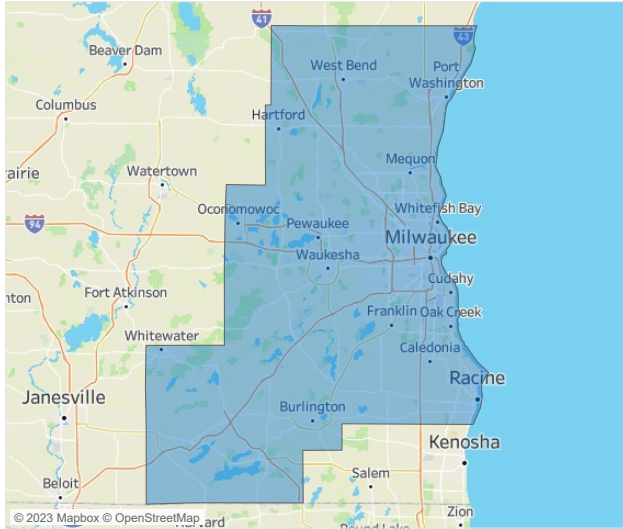 41
43
Beaver Dam
West Bend
Port
Washington
Columbus
Hartford
Mequon
rairie
Watertown
Oconomowoc
Whitefish Bay
94
Pewaukee
Milwaukee
Waukesha
Cudahy
nton
Fort Atkinson
Franklin
Oak Creek
Whitewater
Caledonia
Racine
Janesville
Burlington
Kenosha
Salem
Beloit
Zion
© 2023 Mapbox © OpenStreetMap